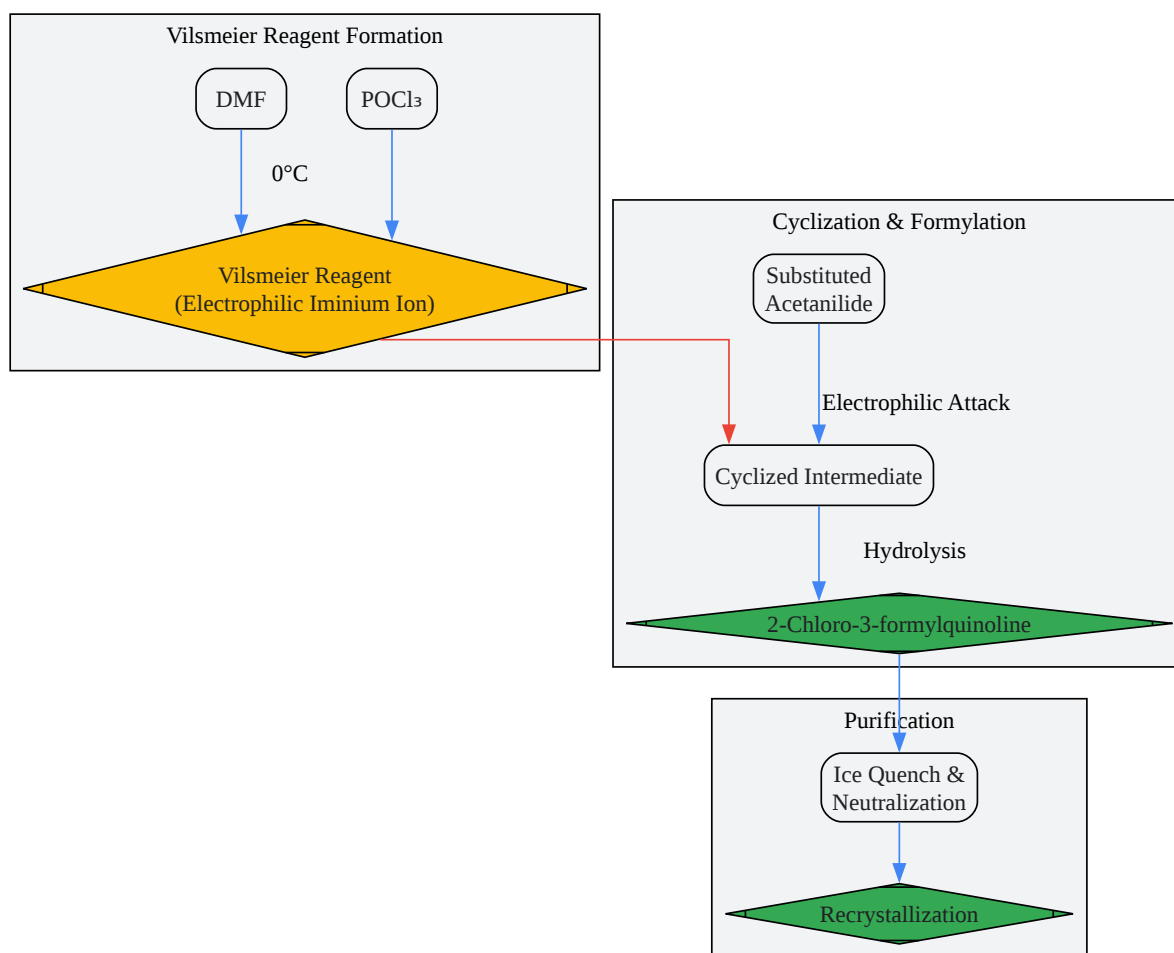 Vilsmeier Reagent Formation
DMF
POCl₃
0°C
Vilsmeier Reagent
(Electrophilic Iminium Ion)
Cyclization & Formylation
Substituted
Acetanilide
Electrophilic Attack
Cyclized Intermediate
Hydrolysis
2-Chloro-3-formylquinoline
Purification
Ice Quench &
Neutralization
Recrystallization